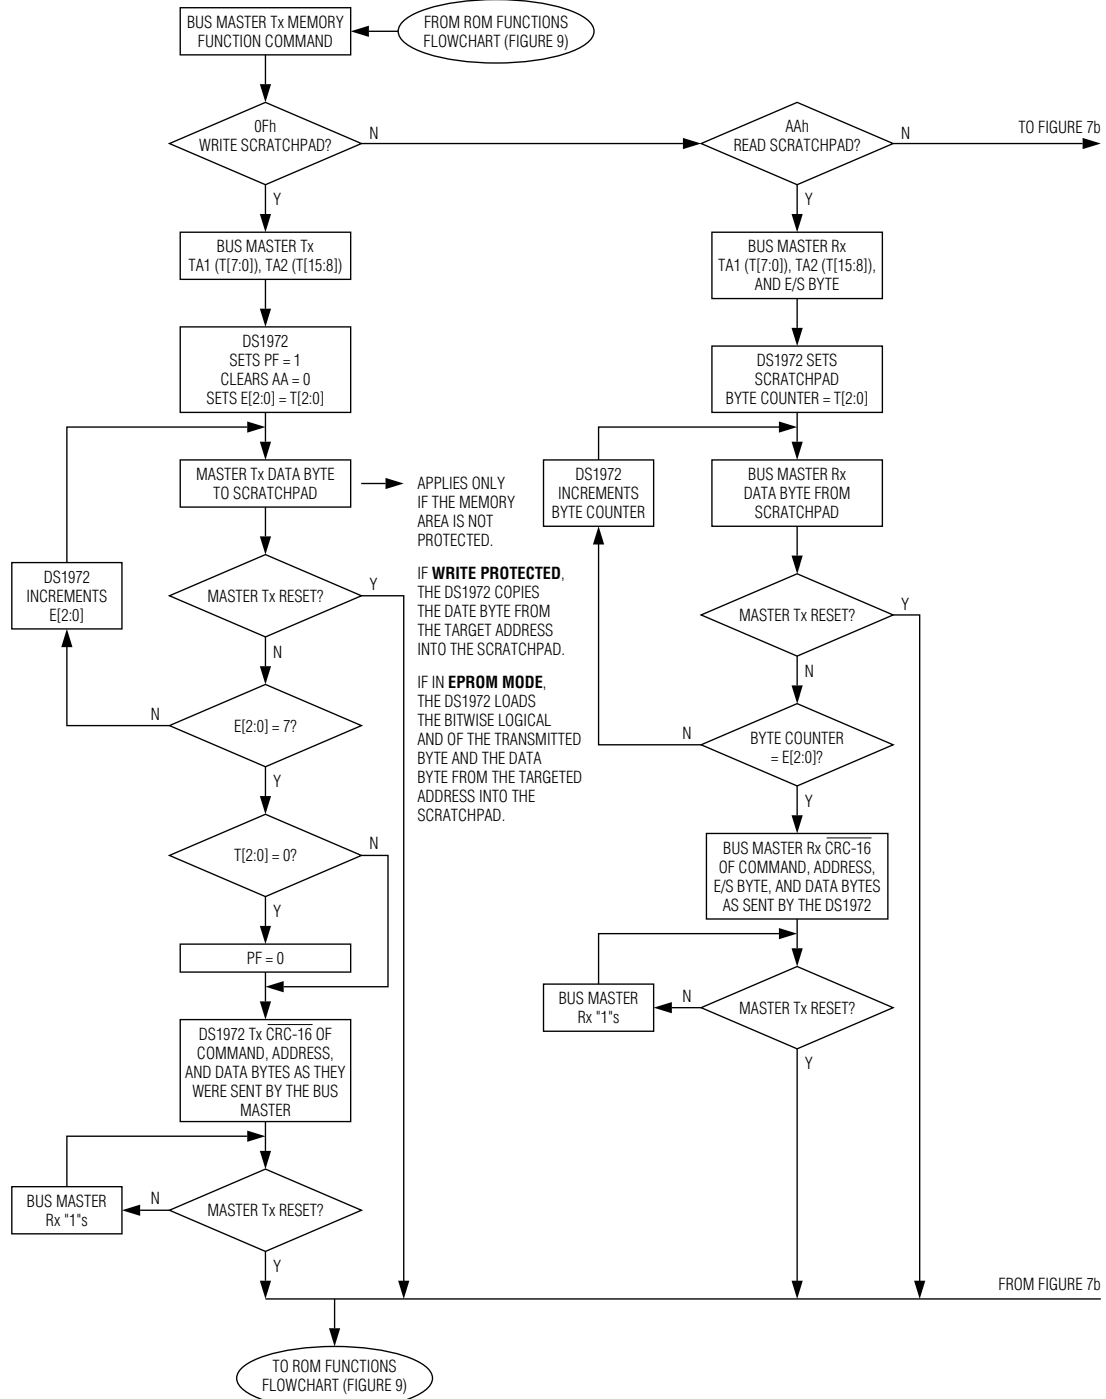 BUS MASTER Tx MEMORY
FUNCTION COMMAND
FROM ROM FUNCTIONS
FLOWCHART (FIGURE 9)
0Fh
WRITE SCRATCHPAD?
N
Y
AAh
READ SCRATCHPAD?
N
TO FIGURE 7b
Y
BUS MASTER Tx
TA1 (T[7:0]), TA2 (T[15:8])
DS1972
SETS PF = 1
CLEARS AA = 0
SETS E[2:0] = T[2:0]
MASTER Tx DATA BYTE
TO SCRATCHPAD
APPLIES ONLY
IF THE MEMORY
AREA IS NOT
PROTECTED.
IF WRITE PROTECTED,
THE DS1972 COPIES
THE DATE BYTE FROM
THE TARGET ADDRESS
INTO THE SCRATCHPAD.
IF IN EPROM MODE,
THE DS1972 LOADS
THE BITWISE LOGICAL
AND OF THE TRANSMITTED
BYTE AND THE DATA
BYTE FROM THE TARGETED
ADDRESS INTO THE
SCRATCHPAD.
DS1972
INCREMENTS
E[2:0]
MASTER Tx RESET?
Y
N
E[2:0] = 7?
N
Y
T[2:0] = 0?
N
Y
PF = 0
DS1972 Tx CRC-16 OF
COMMAND, ADDRESS,
AND DATA BYTES AS THEY
WERE SENT BY THE BUS
MASTER
BUS MASTER
Rx "1"s
N
MASTER Tx RESET?
Y
BUS MASTER Rx
TA1 (T[7:0]), TA2 (T[15:8]),
AND E/S BYTE
DS1972 SETS
SCRATCHPAD
BYTE COUNTER = T[2:0]
DS1972
INCREMENTS
BYTE COUNTER
BUS MASTER Rx
DATA BYTE FROM
SCRATCHPAD
MASTER Tx RESET?
Y
N
BYTE COUNTER
= E[2:0]?
N
Y
BUS MASTER Rx CRC-16
OF COMMAND, ADDRESS,
E/S BYTE, AND DATA BYTES
AS SENT BY THE DS1972
BUS MASTER
Rx "1"s
N
MASTER Tx RESET?
Y
FROM FIGURE 7b
TO ROM FUNCTIONS
FLOWCHART (FIGURE 9)